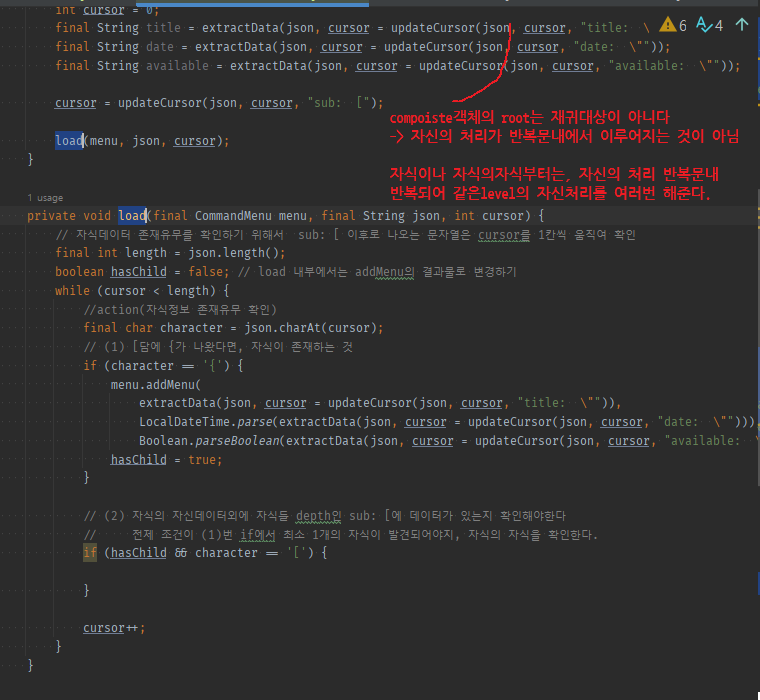 int cursor = 0;
final String title = extractData(json, cursor = updateCursor(json, cursor, "title: \
6 4
final String date = extractData(json, cursor = updateCursor(json, cursor, "date: \""));
final String available = extractData(json, cursor = updateCursor(json, cursor, "available: \""));
cursor = updateCursor(json, cursor, "sub: [");
compoiste객체의 root는 재귀대상이 아니다
-> 자신의 처리가 반복문내에서 이루어지는 것이 아님
load(menu, json, cursor);
}
자식이나 자식의자식부터는, 자신의 처리 반복문내
반복되어 같은level의 자신처리를 여러번 해준다.
1 usage
private void load(final CommandMenu menu, final String json, int cursor) {
// 자식데이터 존재유무를 확인하기 위해서 sub: [ 이후로 나오는 문자열은 cursor를 1칸씩 움직여 확인
final int length = json.length();
boolean hasChild = false; // load 내부에서는 addMenu의 결과물로 변경하기
while (cursor < length) {
//action(자식정보 존재유무 확인)
final char character = json.charAt(cursor);
// (1) [담에 {가 나왔다면, 자식이 존재하는 것
if (character == '{') {
menu.addMenu(
extractData(json, cursor = updateCursor(json, cursor, "title: \"")),
LocalDateTime.parse(extractData(json, cursor = updateCursor(json, cursor, "date: \""))),
Boolean.parseBoolean(extractData(json, cursor = updateCursor(json, cursor, "available: \
hasChild = true;
}
// (2) 자식의 자신데이터외에 자식들 depth인 sub: [에 데이터가 있는지 확인해야한다
// 전제 조건이 (1)번 if에서 최소 1개의 자식이 발견되어야지, 자식의 자식을 확인한다.
if (hasChild && character == '[') {
}
cursor++;
}
}